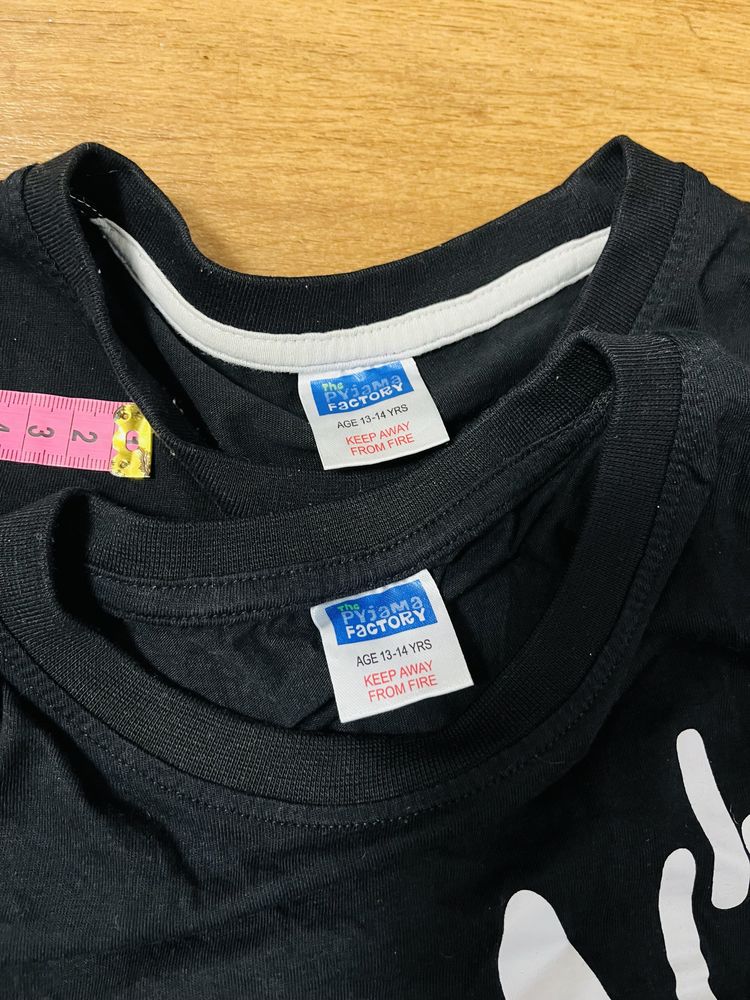 The
PYJAMA
FACTORY
AGE 13-14 YRS
KEEP AWAY
FROM FIRE
4 3 2 1
The
PYJAMA
FACTORY
AGE 13-14 YRS
KEEP AWAY
FROM FIRE